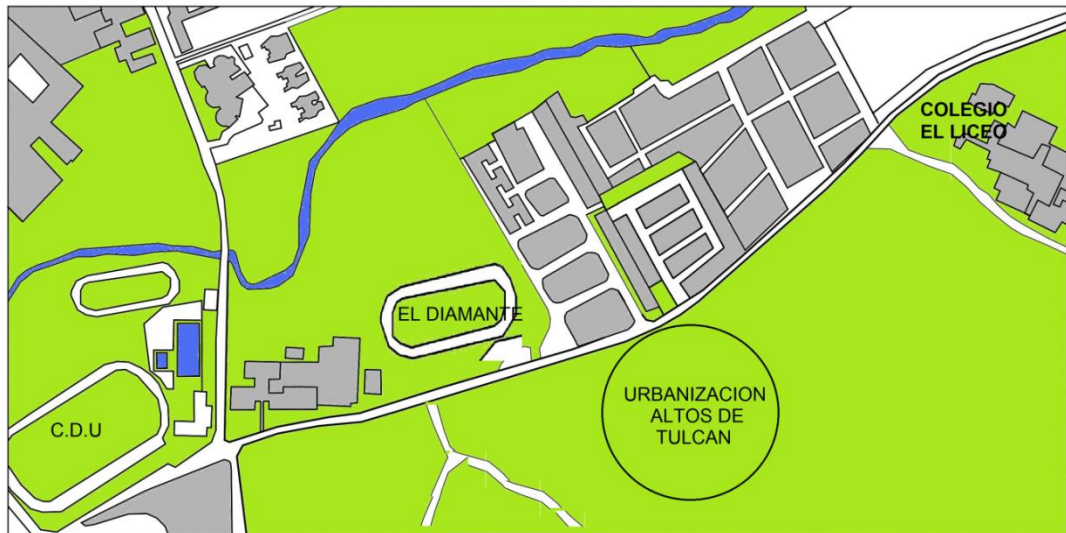 COLEGIO
EL LICEO
EL DIAMANTE
URBANIZACION
ALTOS DE
TULCAN
C.D.U